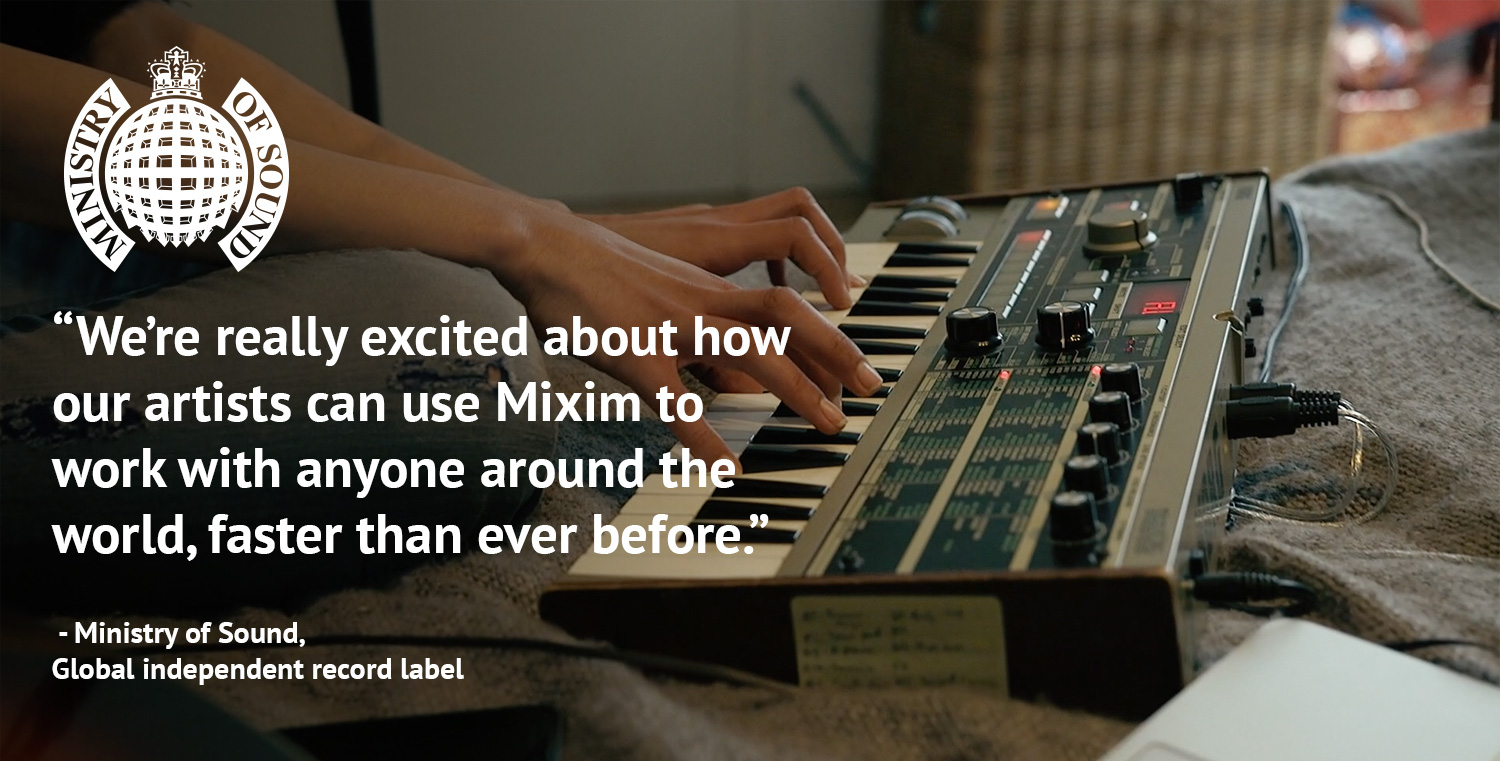 MINISTRY OF SOUND
“We’re really excited about how
our artists can use Mixim to
work with anyone around the
world, faster than ever before.”
- Ministry of Sound,
Global independent record label